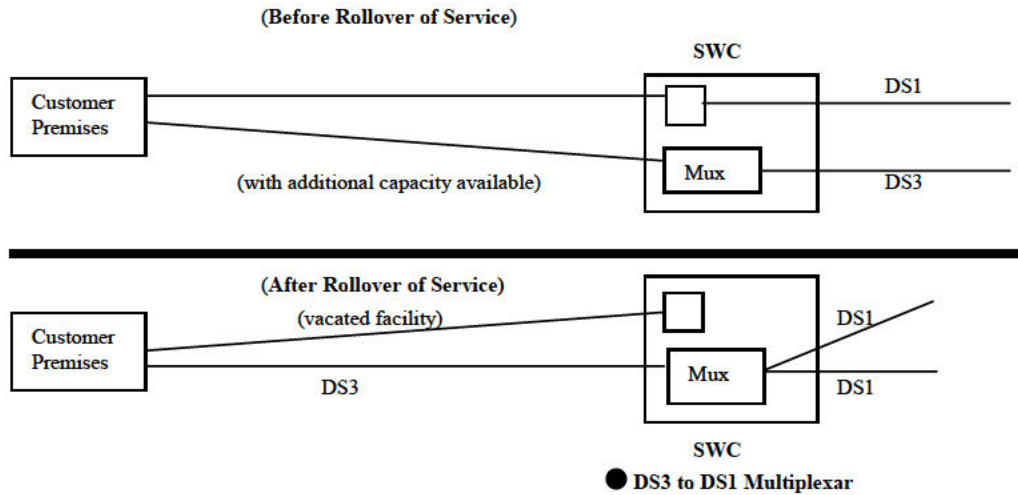 (Before Rollover of Service)
SWC
Customer
Premises
DS1
Mux
(with additional capacity available)
DS3
(After Rollover of Service)
(vacated facility)
Customer
Premises
DS1
Mux
DS3
DS1
SWC
DS3 to DS1 Multiplexar